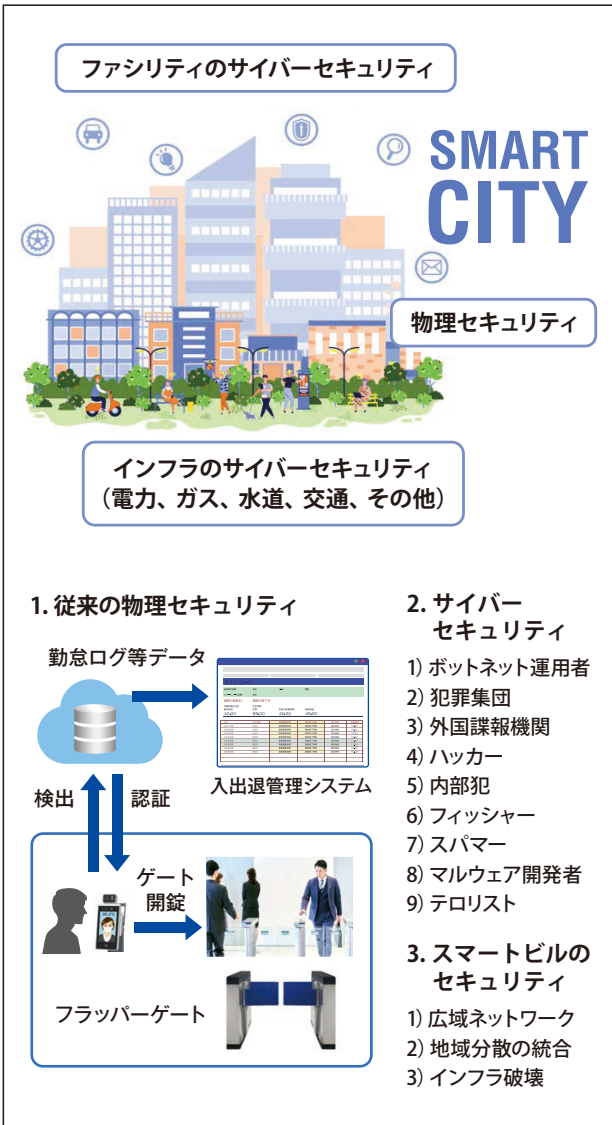 ファシリティのサイバーセキュリティ
SMART
CITY
物理セキュリティ
インフラのサイバーセキュリティ
（電力、ガス、水道、交通、その他）
1. 従来の物理セキュリティ
勤怠ログ等データ
入出退管理システム
検出
認証
ゲート
開錠
フラッパーゲート
2. サイバー
セキュリティ
1）ボットネット運用者
2）犯罪集団
3）外国諜報機関
4）ハッカー
5）内部犯
6）フィッシャー
7）スパマー
8）マルウェア開発者
9）テロリスト
3. スマートビルの
セキュリティ
1）広域ネットワーク
2）地域分散の統合
3）インフラ破壊